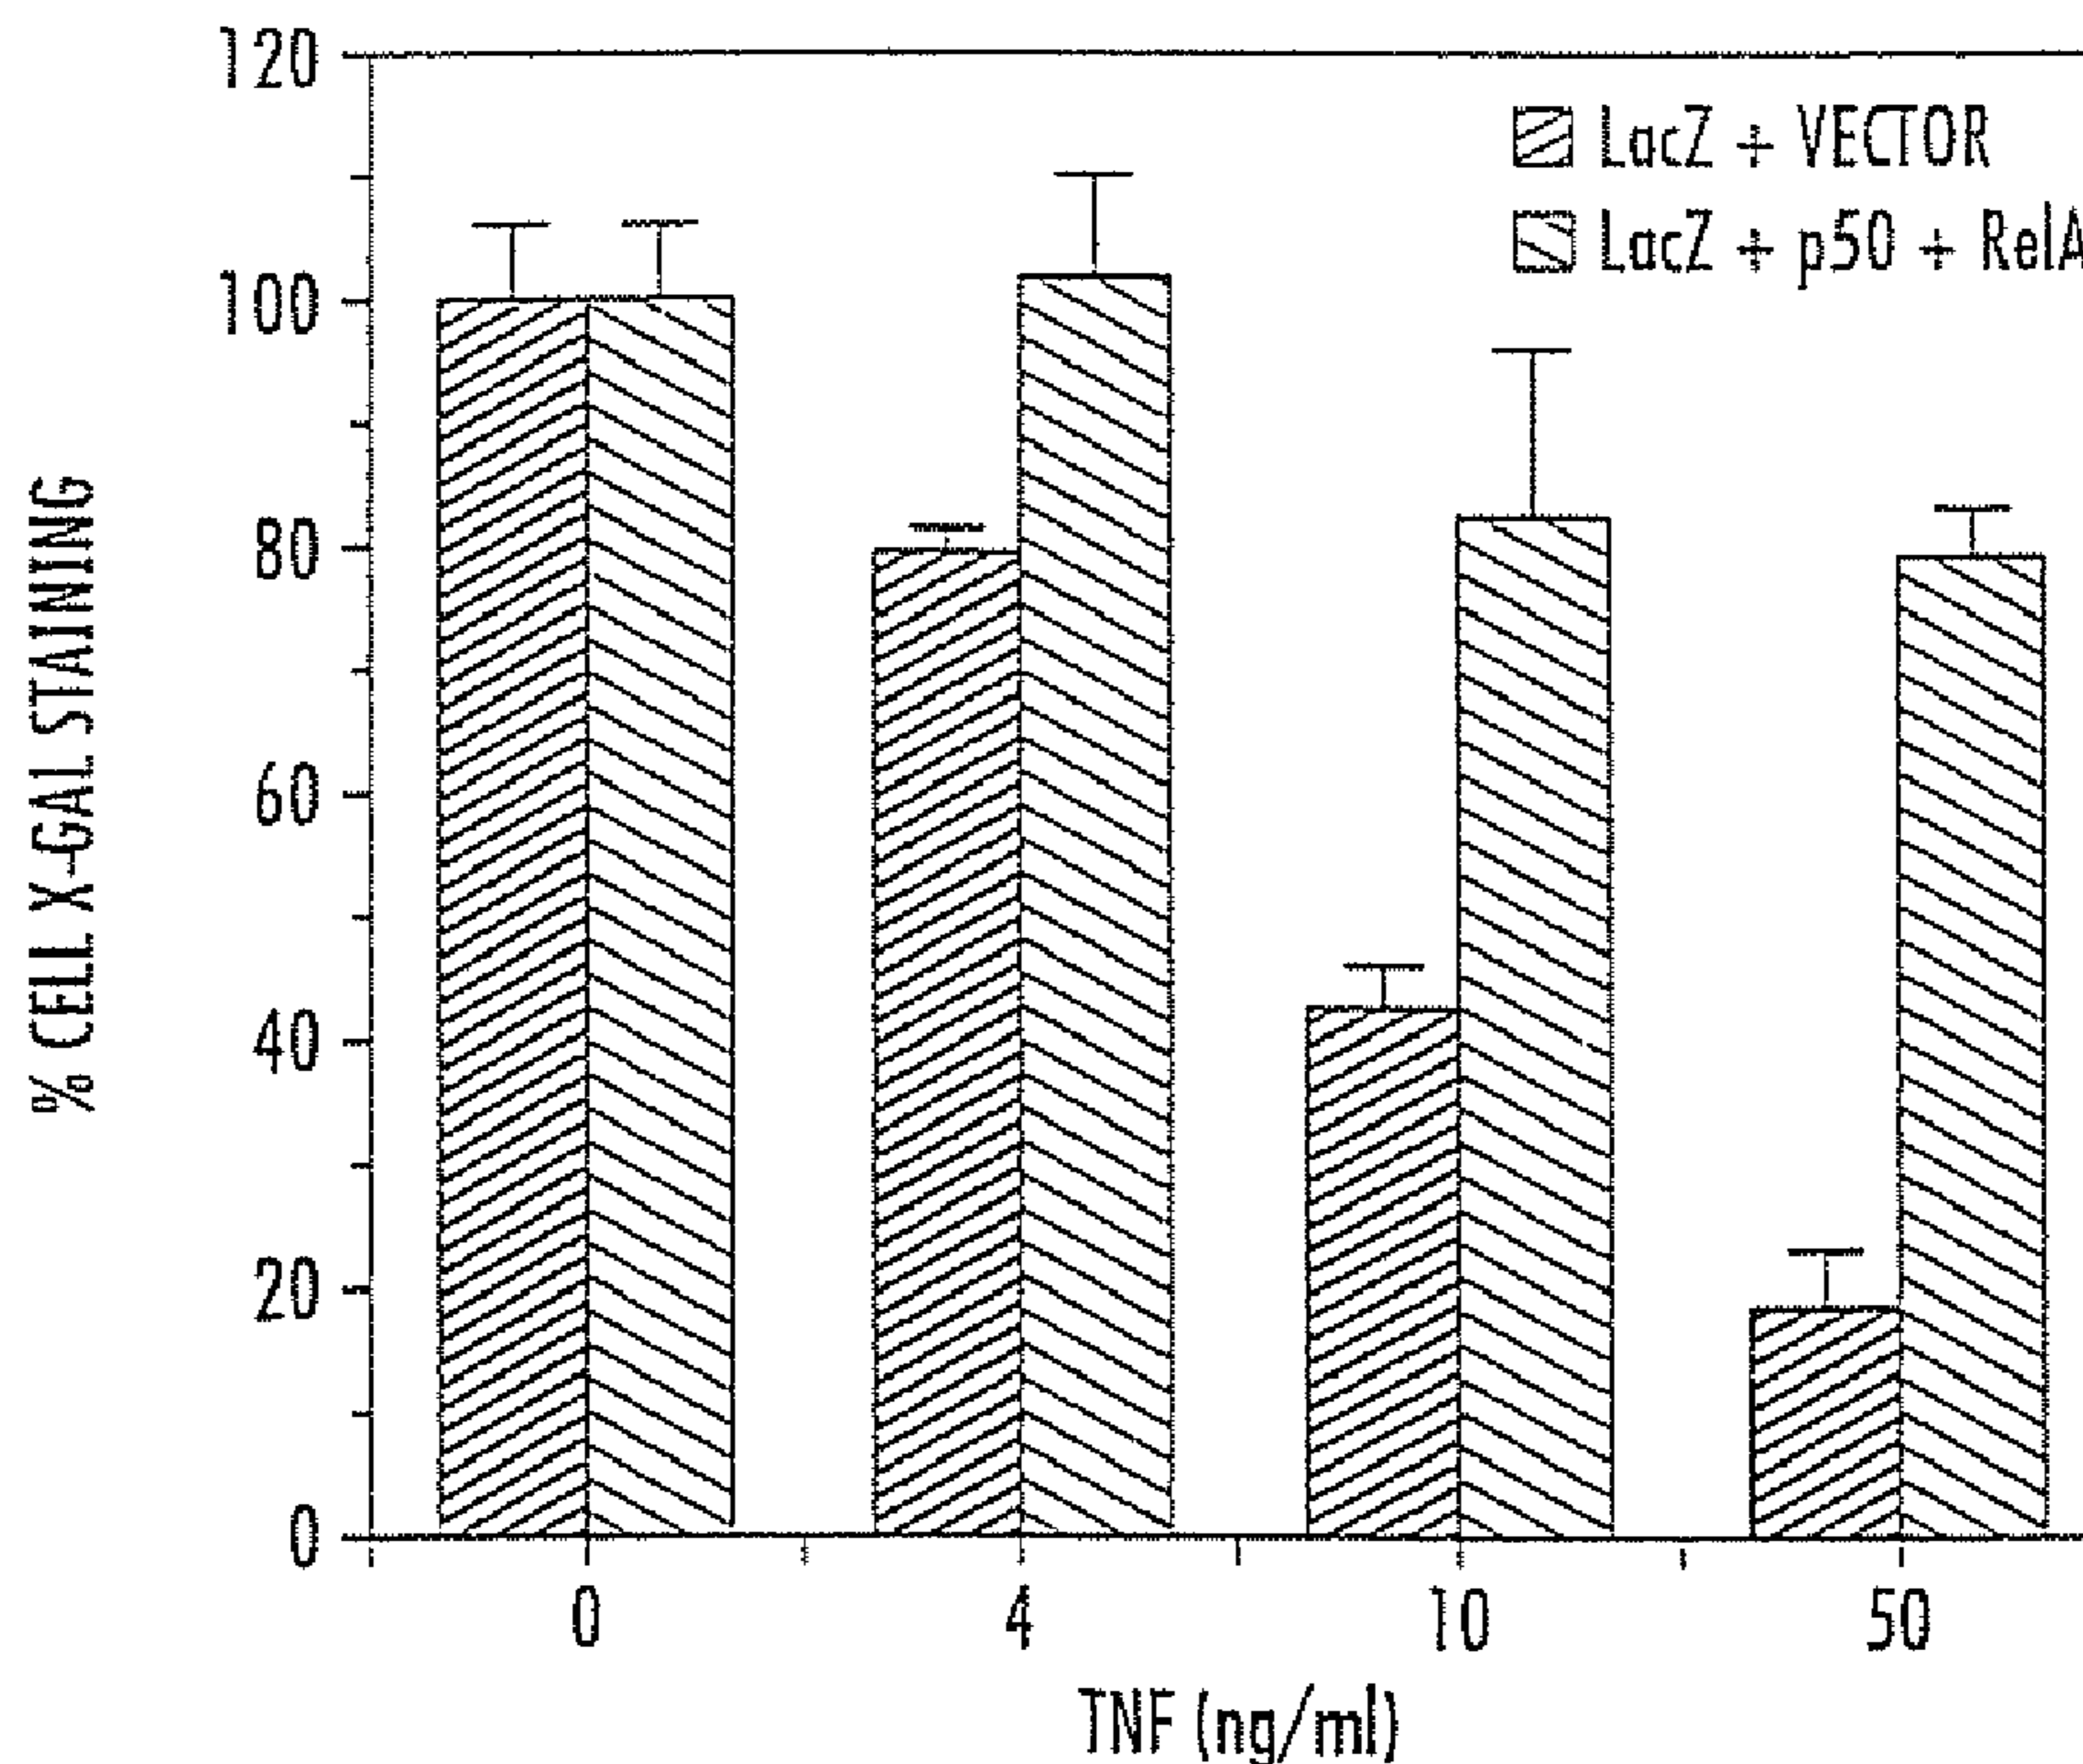 120
100
80
60
40
20
0
% CELL X-GAL STAINING
LacZ + VECTOR
LacZ + p50 + RelA
0 4 10 50
TNF (ng/ml)